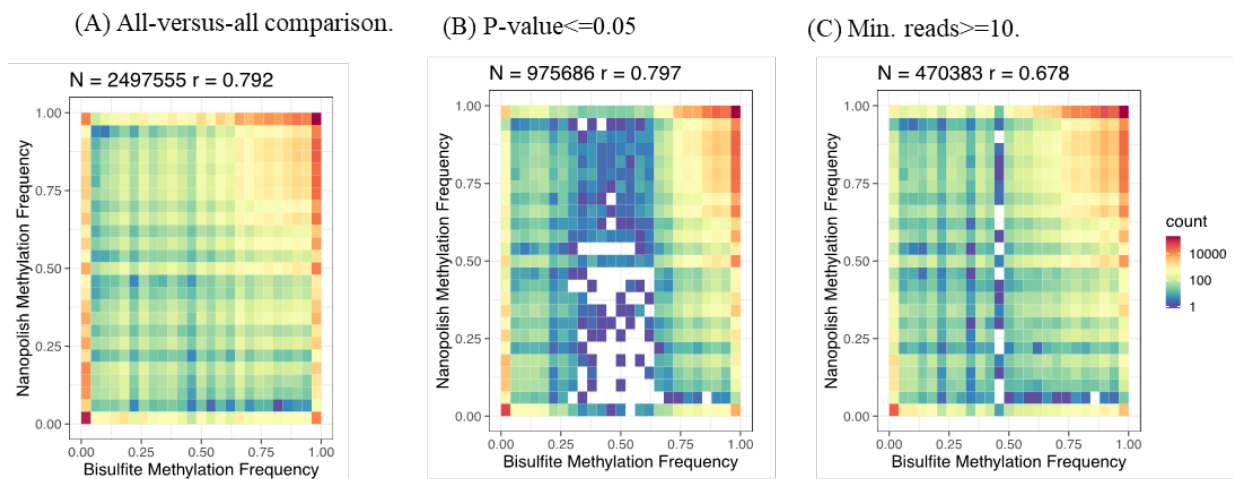 (A) All-versus-all comparison.
(B) P-value<=0.05
(C) Min. reads>=10.
N = 2497555 r = 0.792
1.00
0.75
0.50
0.25
0.00
Nanopolish Methylation Frequency
0.00 0.25 0.50 0.75 1.00
Bisulfite Methylation Frequency
N = 975686 r = 0.797
1.00
0.75
0.50
0.25
0.00
Nanopolish Methylation Frequency
0.00 0.25 0.50 0.75 1.00
Bisulfite Methylation Frequency
N = 470383 r = 0.678
1.00
0.75
0.50
0.25
0.00
Nanopolish Methylation Frequency
0.00 0.25 0.50 0.75 1.00
Bisulfite Methylation Frequency
count
10000
100
1